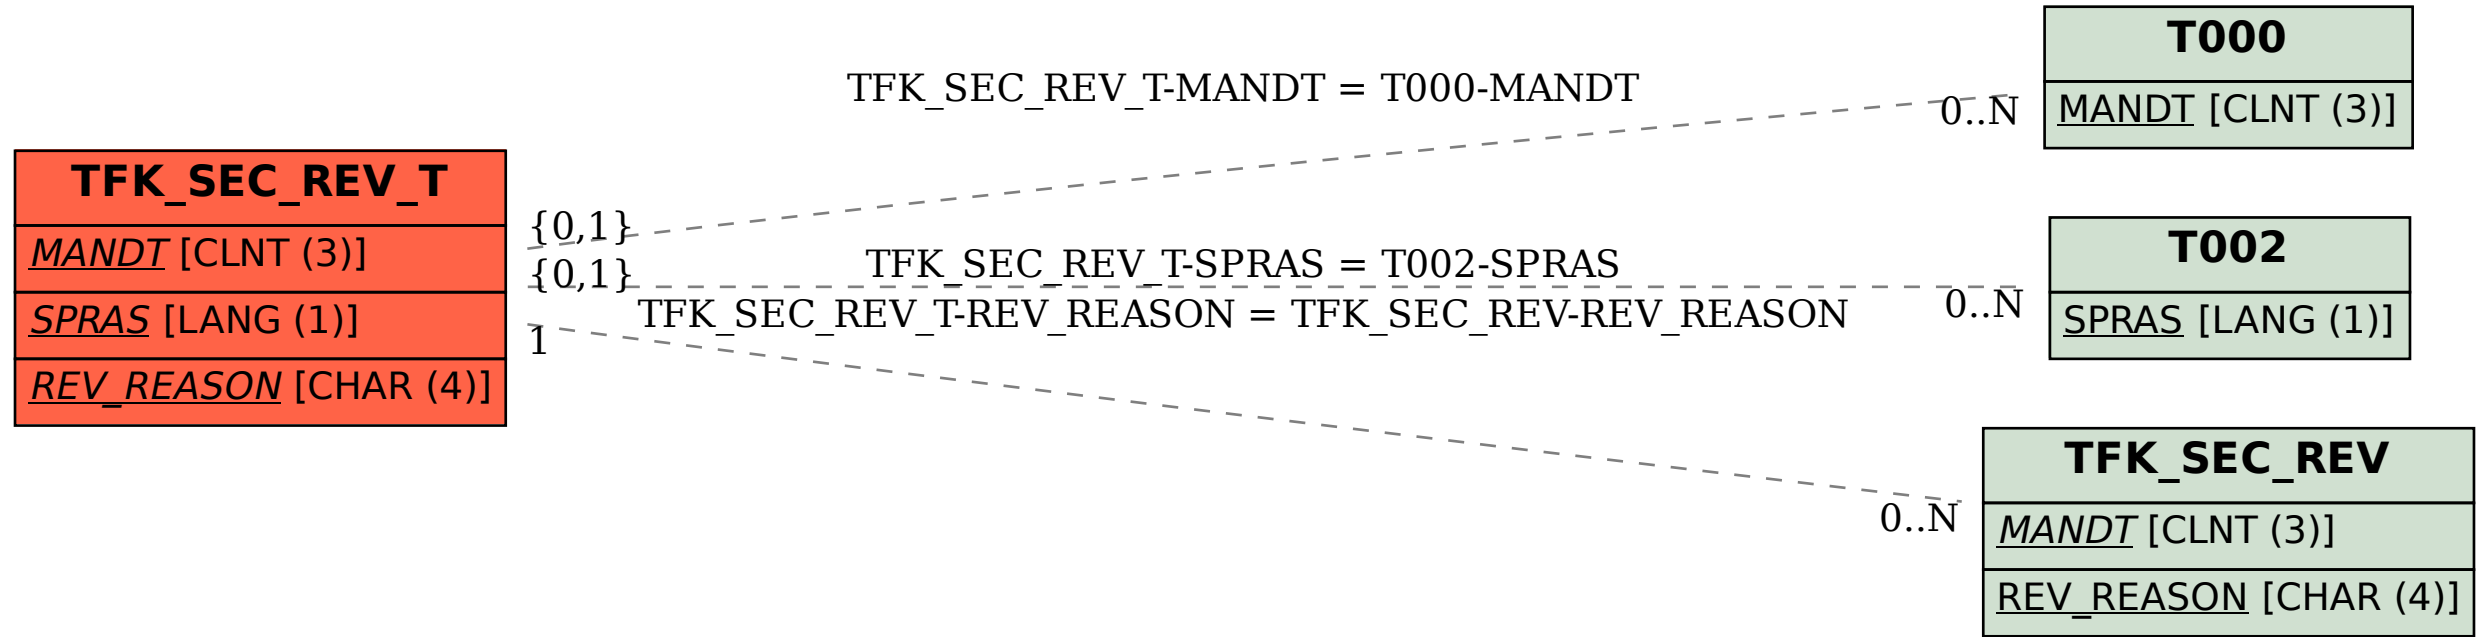 TFK_SEC_REV_T
MANDT [CLNT (3)]
SPRAS [LANG (1)]
REV_REASON [CHAR (4)]
TFK_SEC_REV_T-MANDT = T000-MANDT
{0,1}
0..N
TFK_SEC_REV_T-SPRAS = T002-SPRAS
{0,1}
0..N
TFK_SEC_REV_T-REV_REASON = TFK_SEC_REV-REV_REASON
1
0..N
T000
MANDT [CLNT (3)]
T002
SPRAS [LANG (1)]
TFK_SEC_REV
MANDT [CLNT (3)]
REV_REASON [CHAR (4)]